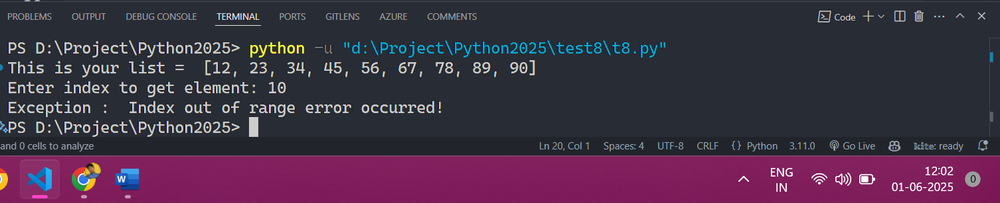 PROBLEMS OUTPUT DEBUG CONSOLE TERMINAL PORTS GITLENS AZURE COMMENTS Code
PS D:\Project\Python2025> python -u "d:\Project\Python2025\test8\t8.py"
This is your list =  [12, 23, 34, 45, 56, 67, 78, 89, 90]
Enter index to get element: 10
Exception :  Index out of range error occurred!
PS D:\Project\Python2025>
and 0 cells to analyze Ln 20, Col 1 Spaces: 4 UTF-8 CRLF {} Python 3.11.0 Go Live kite: ready
W
ENG 12:02 0
IN 01-06-2025